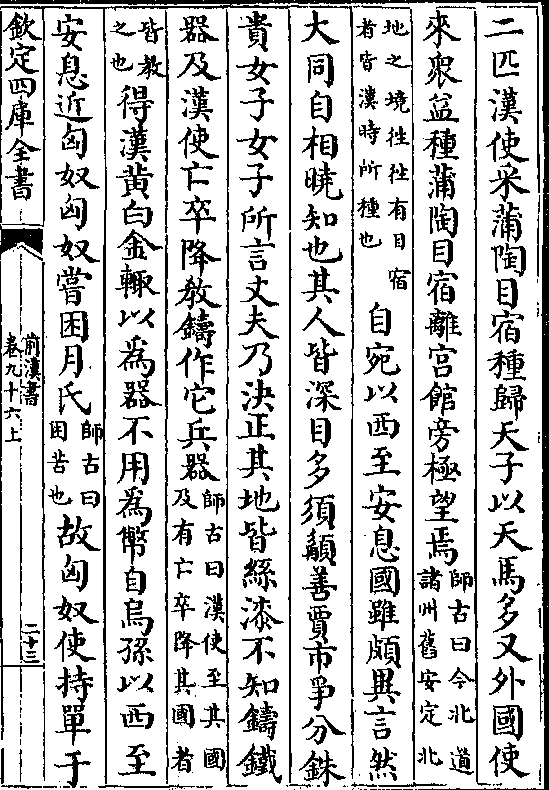 二匹漢使采蒲陶目宿種歸天子以天馬多又外國使
來衆益種蒲陶目宿離宮館旁極望焉師古曰今北道諸州舊安定北
地之境往往有目宿者皆漢時所種也自宛以西至安息國雖頗異言然
大同自相曉知也其人皆深目多須顉善賈市爭分銖
貴女子女子所言丈夫乃決正其地皆絲漆不知鑄鐵
器及漢使亡卒降敎鑄作它兵器師古曰漢使至其國及有亡卒降其國者
皆教之也得漢黄白金輒以為器不用為幣自烏孫以西至
安息近匈奴匈奴嘗困月氏師古曰困苦也故匈奴使持單于
欽定四庫全書
前漢書
卷九十六上
二十三